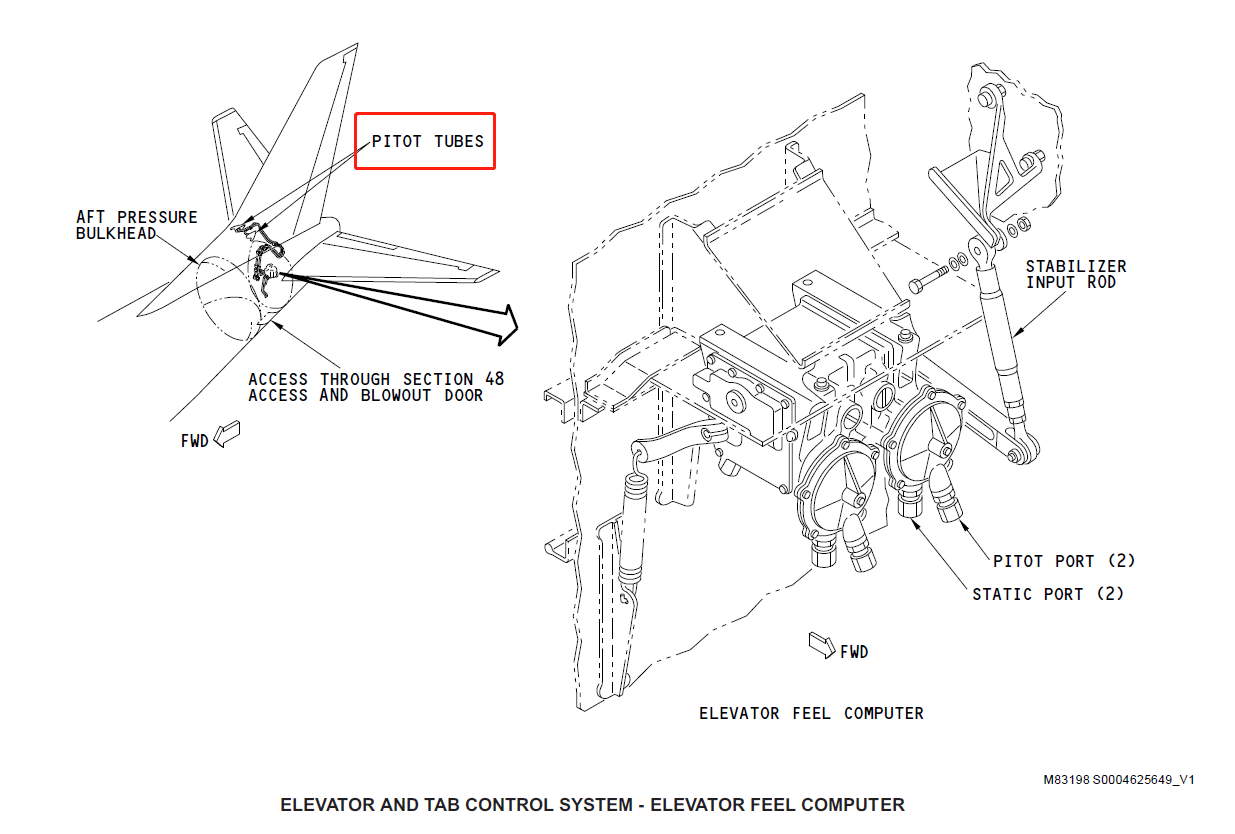 PITOT TUBES
AFT PRESSURE
BULKHEAD
STABILIZER
INPUT ROD
ACCESS THROUGH SECTION 48
ACCESS AND BLOWOUT DOOR
FWD
PITOT PORT (2)
STATIC PORT (2)
FWD
ELEVATOR FEEL COMPUTER
M83198 S0004625649_V1
ELEVATOR AND TAB CONTROL SYSTEM - ELEVATOR FEEL COMPUTER